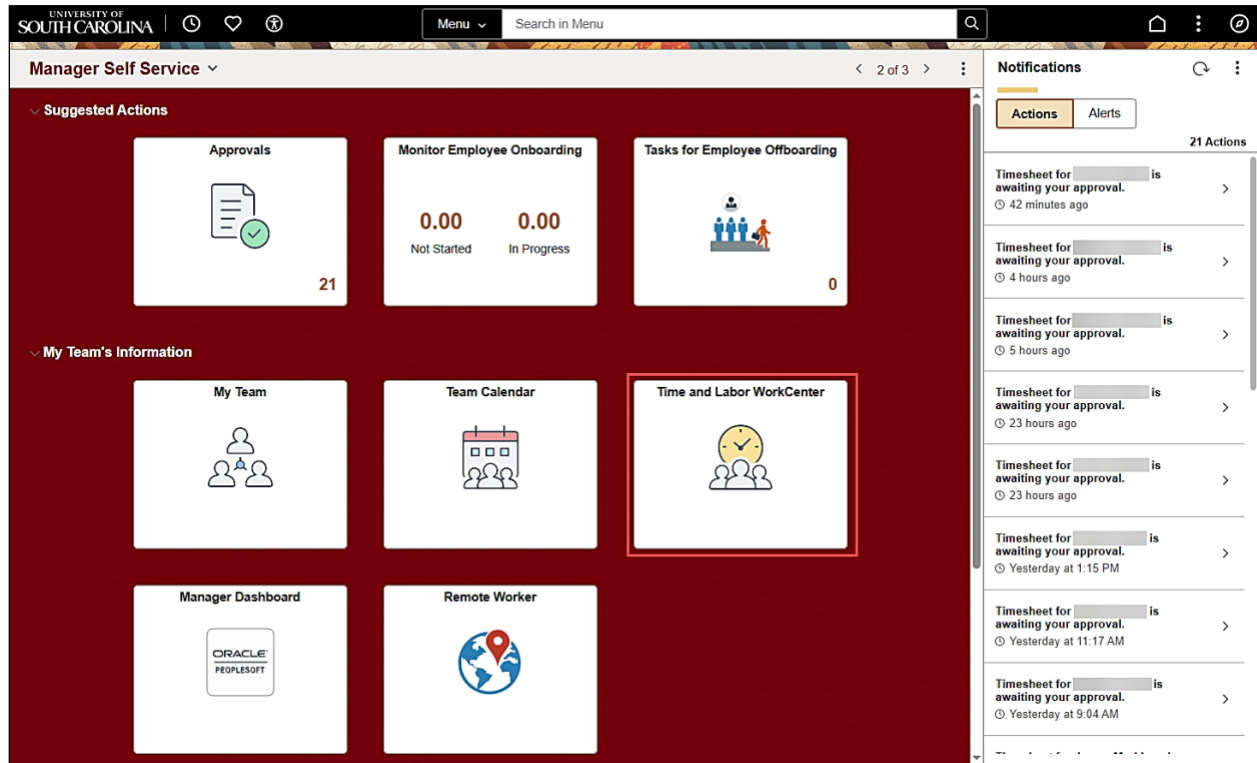 UNIVERSITY OF
SOUTH CAROLINA
Menu
Search in Menu
Manager Self Service
2 of 3
Suggested Actions
Approvals
21
Monitor Employee Onboarding
0.00 0.00
Not Started In Progress
Tasks for Employee Offboarding
0
My Team's Information
My Team
Team Calendar
Time and Labor WorkCenter
Manager Dashboard
ORACLE
PEOPLESOFT
Remote Worker
Notifications
Actions Alerts
21 Actions
Timesheet for is
awaiting your approval.
42 minutes ago
Timesheet for is
awaiting your approval.
4 hours ago
Timesheet for is
awaiting your approval.
5 hours ago
Timesheet for is
awaiting your approval.
23 hours ago
Timesheet for is
awaiting your approval.
23 hours ago
Timesheet for is
awaiting your approval.
Yesterday at 1:15 PM
Timesheet for is
awaiting your approval.
Yesterday at 11:17 AM
Timesheet for is
awaiting your approval.
Yesterday at 9:04 AM